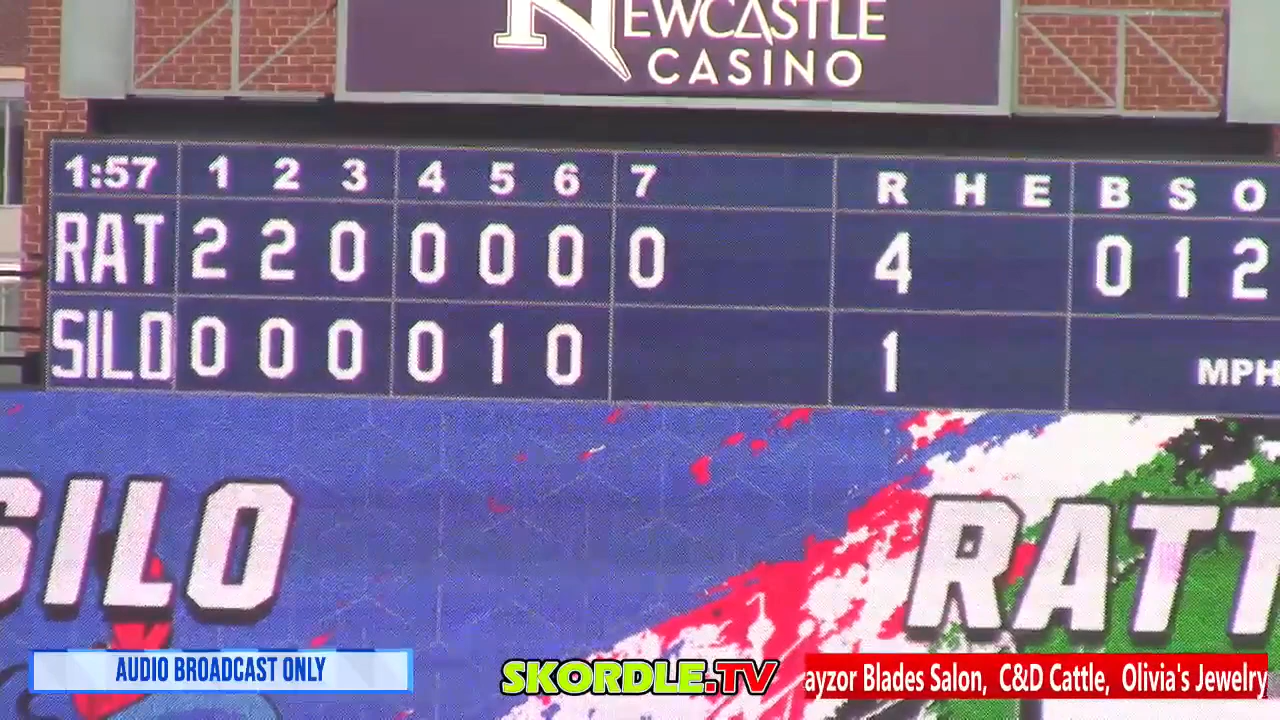 NEWCASTLE
CASINO
1:57 1 2 3 4 5 6 7 R H E B S O
RAT 2 2 0 0 0 0 0 4 0 1 2
SILO 0 0 0 0 1 0 1 MPH
SILO RATT
AUDIO BROADCAST ONLY
SKORDLE.TV
ayzor Blades Salon, C&D Cattle, Olivia's Jewelry